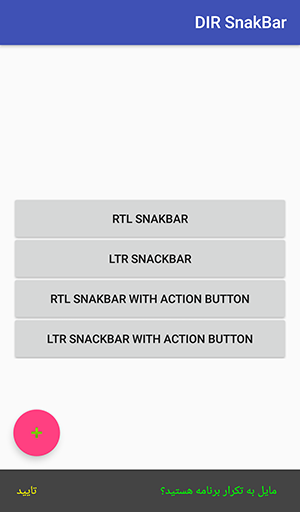 DIR SnakBar
RTL SNAKBAR
LTR SNACKBAR
RTL SNAKBAR WITH ACTION BUTTON
LTR SNACKBAR WITH ACTION BUTTON
+
مایل به تکرار برنامه هستید؟ تایید